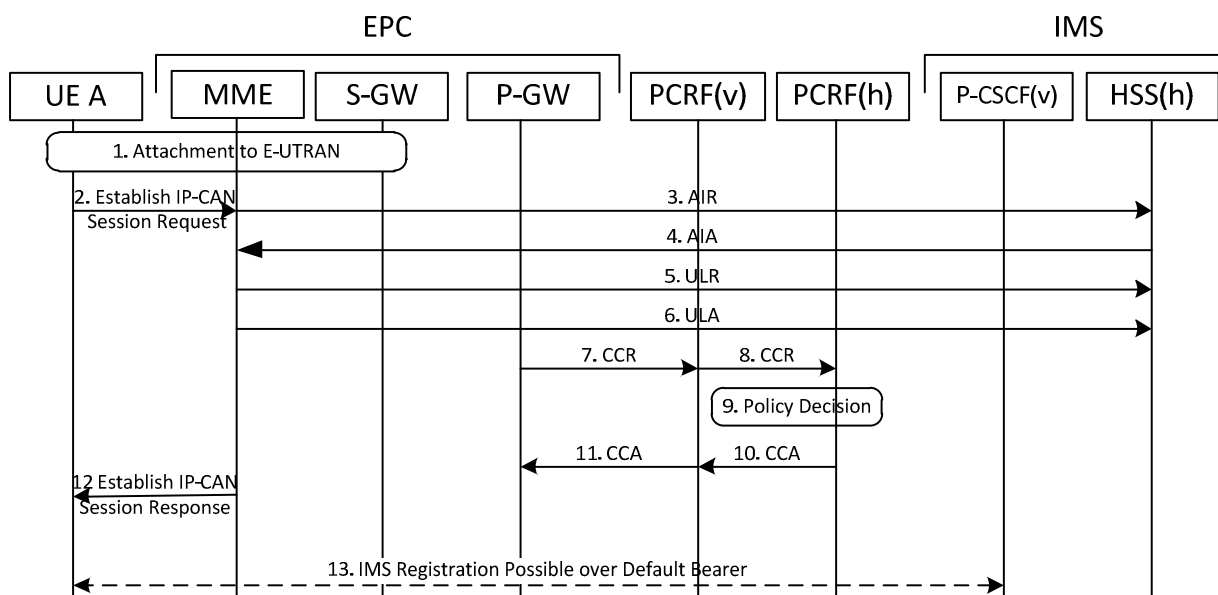 EPC
IMS
UE A
MME
S-GW
P-GW
PCRF(v)
PCRF(h)
P-CSCF(v)
HSS(h)
1. Attachment to E-UTRAN
2. Establish IP-CAN
Session Request
3. AIR
4. AIA
5. ULR
6. ULA
7. CCR
8. CCR
9. Policy Decision
11. CCA
10. CCA
12 Establish IP-CAN
Session Response
13. IMS Registration Possible over Default Bearer